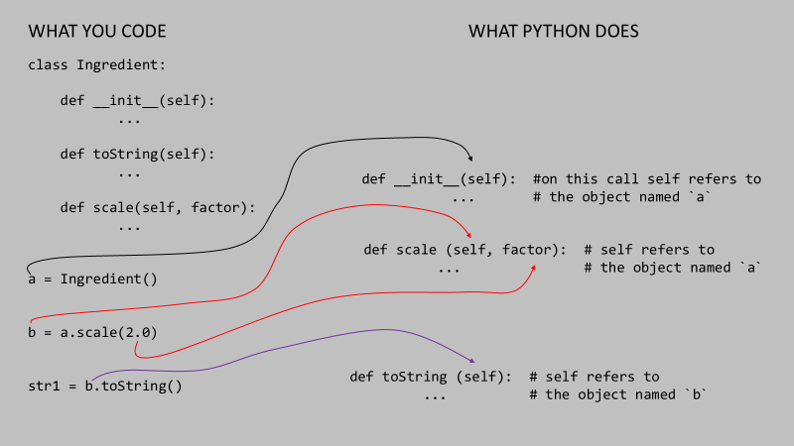 WHAT YOU CODE
class Ingredient:
def __init__(self):
...
def toString(self):
...
def scale(self, factor):
...
a = Ingredient()
b = a.scale(2.0)
str1 = b.toString()
WHAT PYTHON DOES
def __init__(self):  #on this call self refers to
...  # the object named `a`
def scale (self, factor):  # self refers to
...  # the object named `a`
def toString (self):  # self refers to
...  # the object named `b`